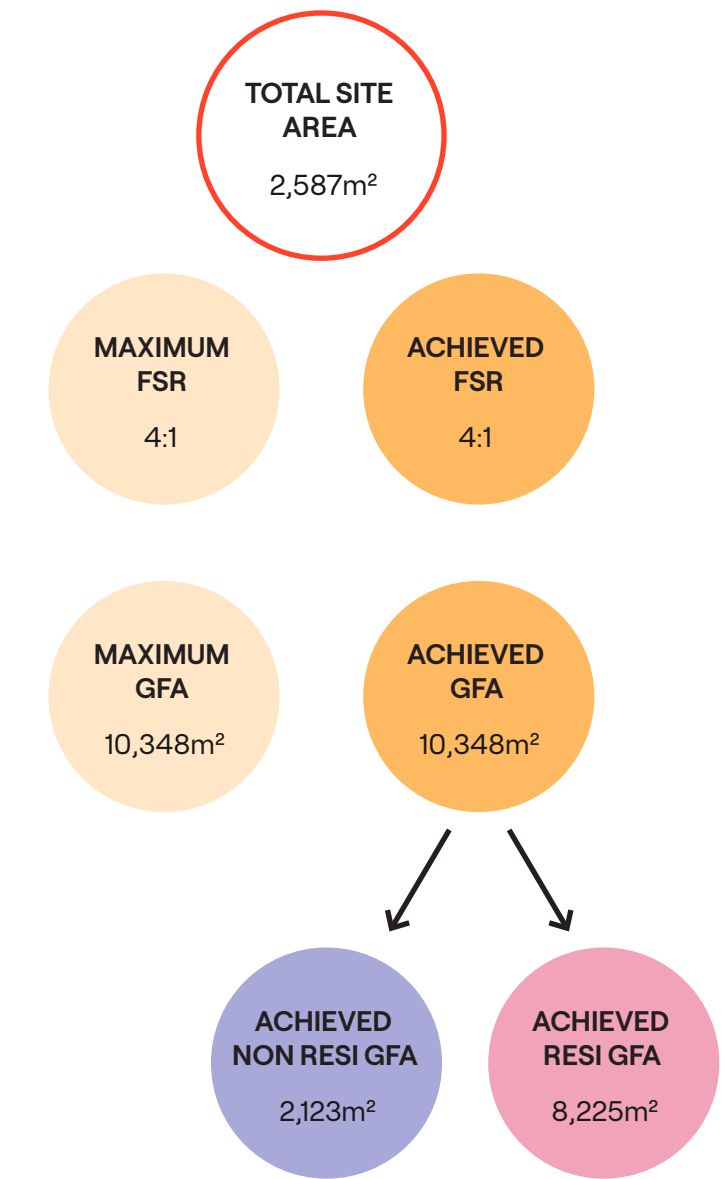 TOTAL SITE
AREA
2,587m²
MAXIMUM
FSR
4:1
ACHIEVED
FSR
4:1
MAXIMUM
GFA
10,348m²
ACHIEVED
GFA
10,348m²
ACHIEVED
NON RESI GFA
2,123m²
ACHIEVED
RESI GFA
8,225m²